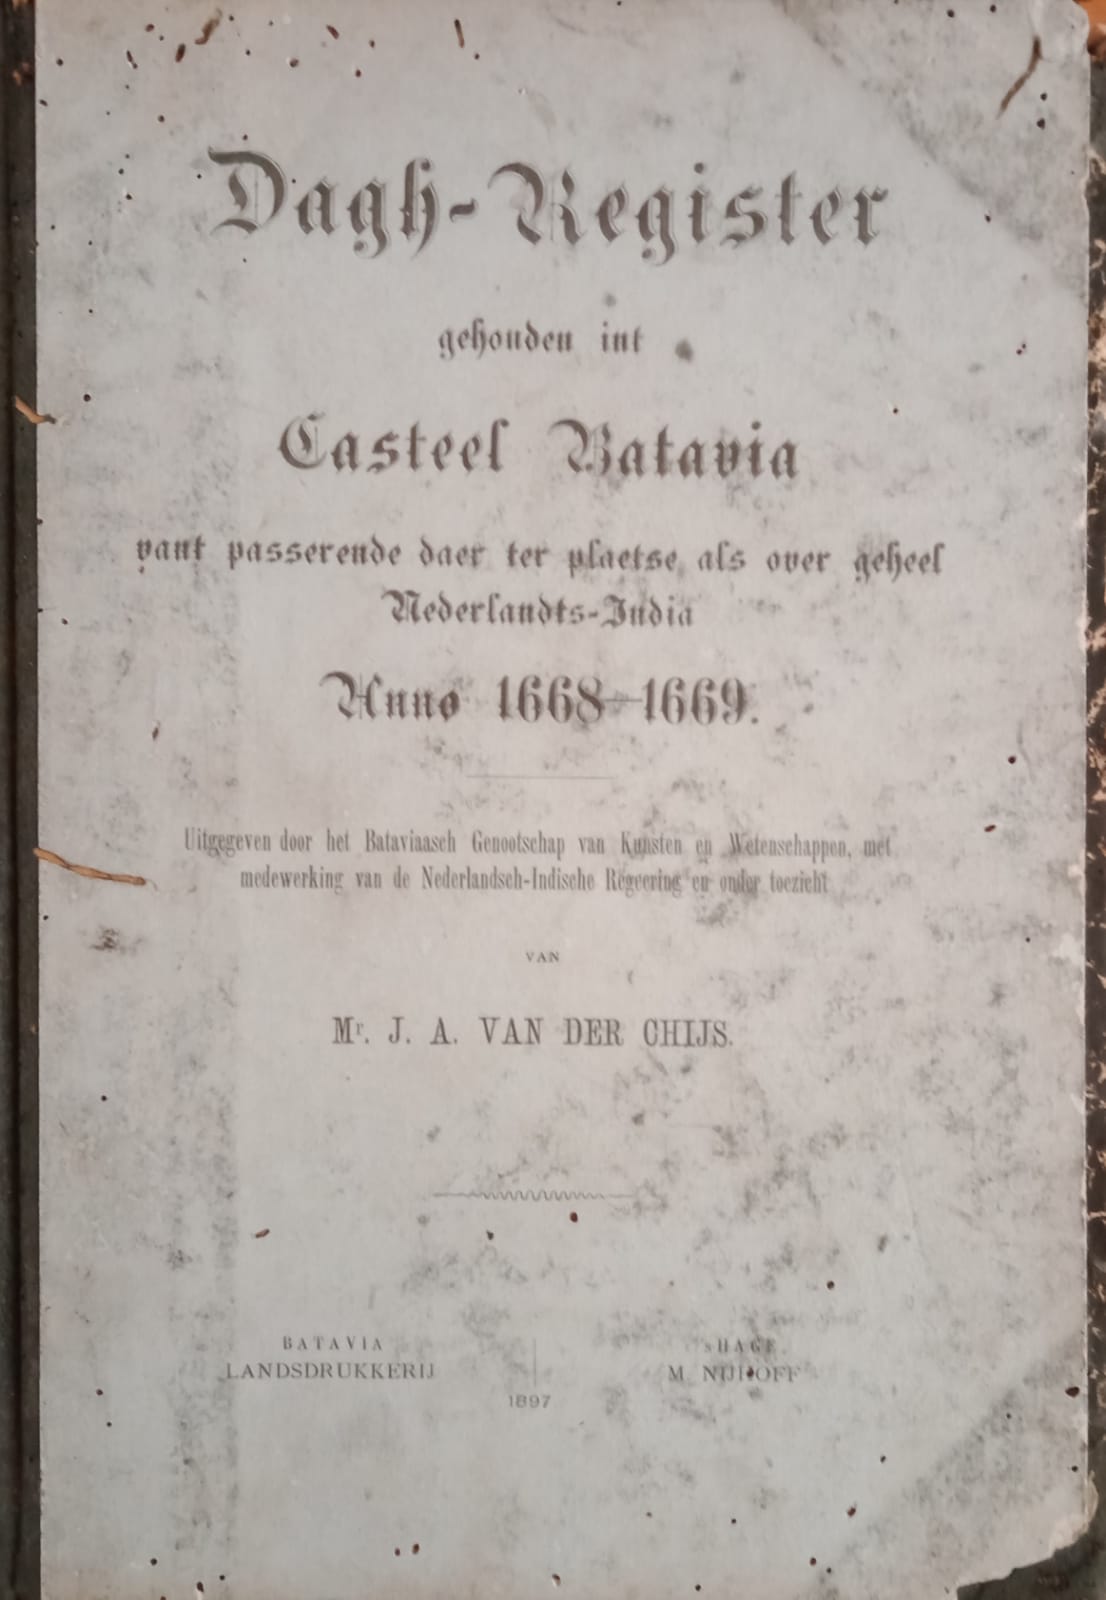 Dagh-Register
gehouden int
Casteel Batavia
vant passerende daer ter plaetse als over geheel
Nederlandts-India
Anno 1668-1669.
Uitgegeven door het Bataviaasch Genootschap van Kunsten en Wetenschappen, met
medewerking van de Nederlandsch-Indische Regeering en onder toezicht
VAN
Mr. J. A. VAN DER CHIJS.
BATAVIA
LANDSDRUKKERIJ
'sHAGE.
M. NIJHOFF
1897